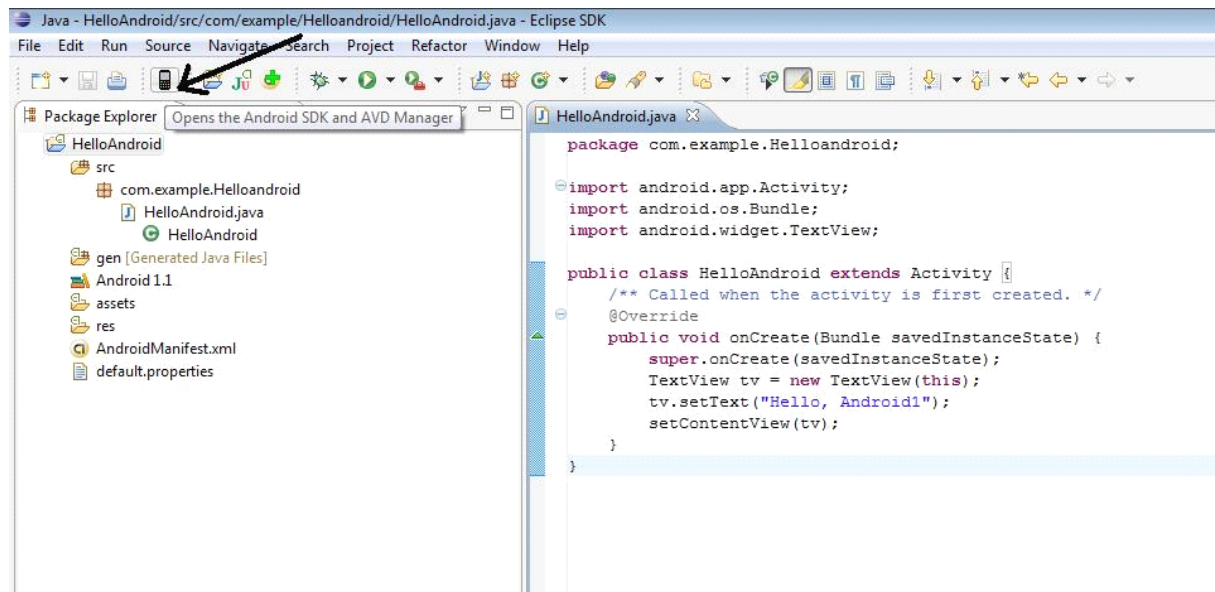 Java - HelloAndroid/src/com/example/Helloandroid/HelloAndroid.java - Eclipse SDK
File Edit Run Source Navigate Search Project Refactor Window Help
Package Explorer
Opens the Android SDK and AVD Manager
HelloAndroid
src
com.example.Helloandroid
HelloAndroid.java
HelloAndroid
gen [Generated Java Files]
Android 1.1
assets
res
AndroidManifest.xml
default.properties
HelloAndroid.java
package com.example.Helloandroid;
import android.app.Activity;
import android.os.Bundle;
import android.widget.TextView;
public class HelloAndroid extends Activity {
/** Called when the activity is first created. */
@Override
public void onCreate(Bundle savedInstanceState) {
super.onCreate(savedInstanceState);
TextView tv = new TextView(this);
tv.setText("Hello, Android1");
setContentView(tv);
}
}